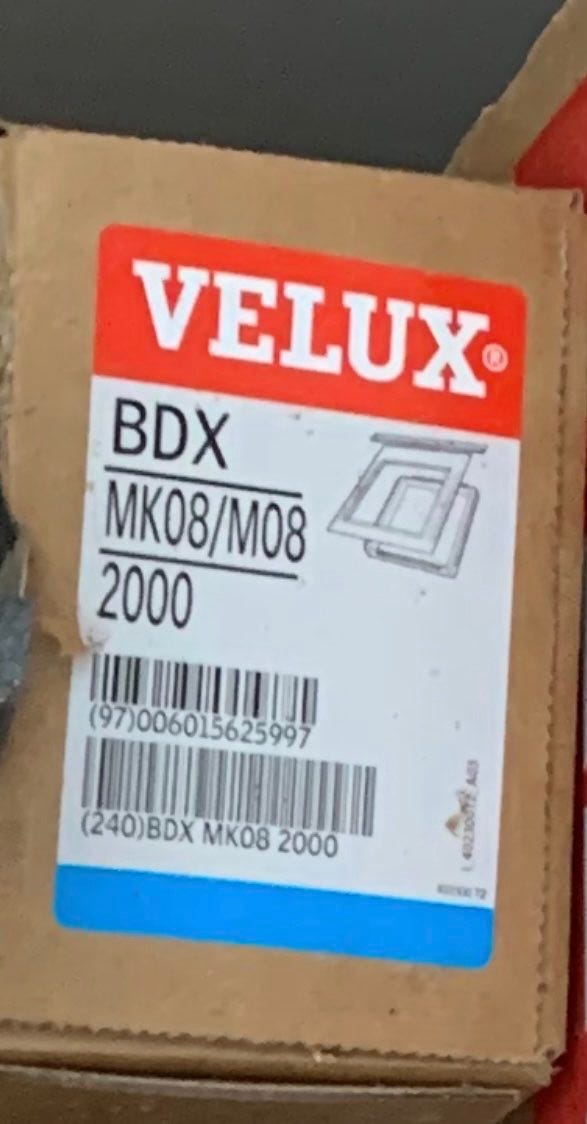 VELUX®
BDX
MK08/M08
2000
(97)006015625997
(240)BDX MK08 2000